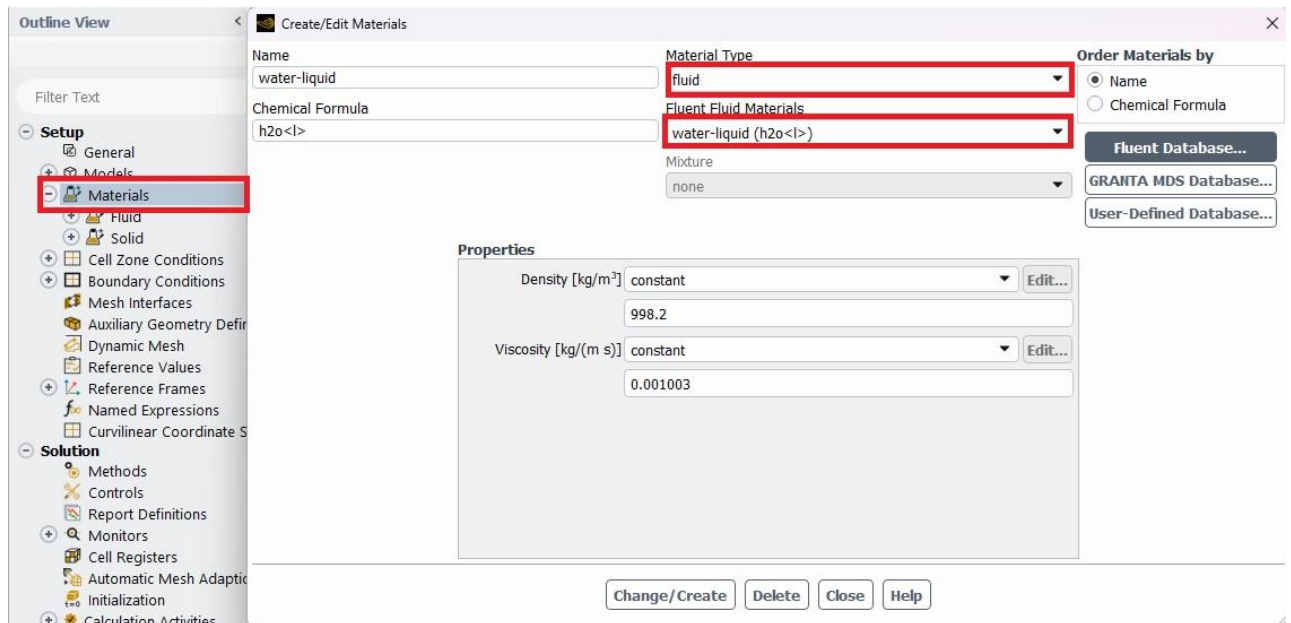 Outline View
Filter Text
Setup
General
Models
Materials
Fluid
Solid
Cell Zone Conditions
Boundary Conditions
Mesh Interfaces
Auxiliary Geometry Defin
Dynamic Mesh
Reference Values
Reference Frames
Named Expressions
Curvilinear Coordinate S
Solution
Methods
Controls
Report Definitions
Monitors
Cell Registers
Automatic Mesh Adaptic
Initialization
Calculation Activities
Create/Edit Materials
Name
water-liquid
Chemical Formula
h2o<l>
Material Type
fluid
Fluent Fluid Materials
water-liquid (h2o<l>)
Mixture
none
Order Materials by
Name
Chemical Formula
Fluent Database...
GRANTA MDS Database...
User-Defined Database...
Properties
Density [kg/m³] constant Edit...
998.2
Viscosity [kg/(m s)] constant Edit...
0.001003
Change/Create Delete Close Help